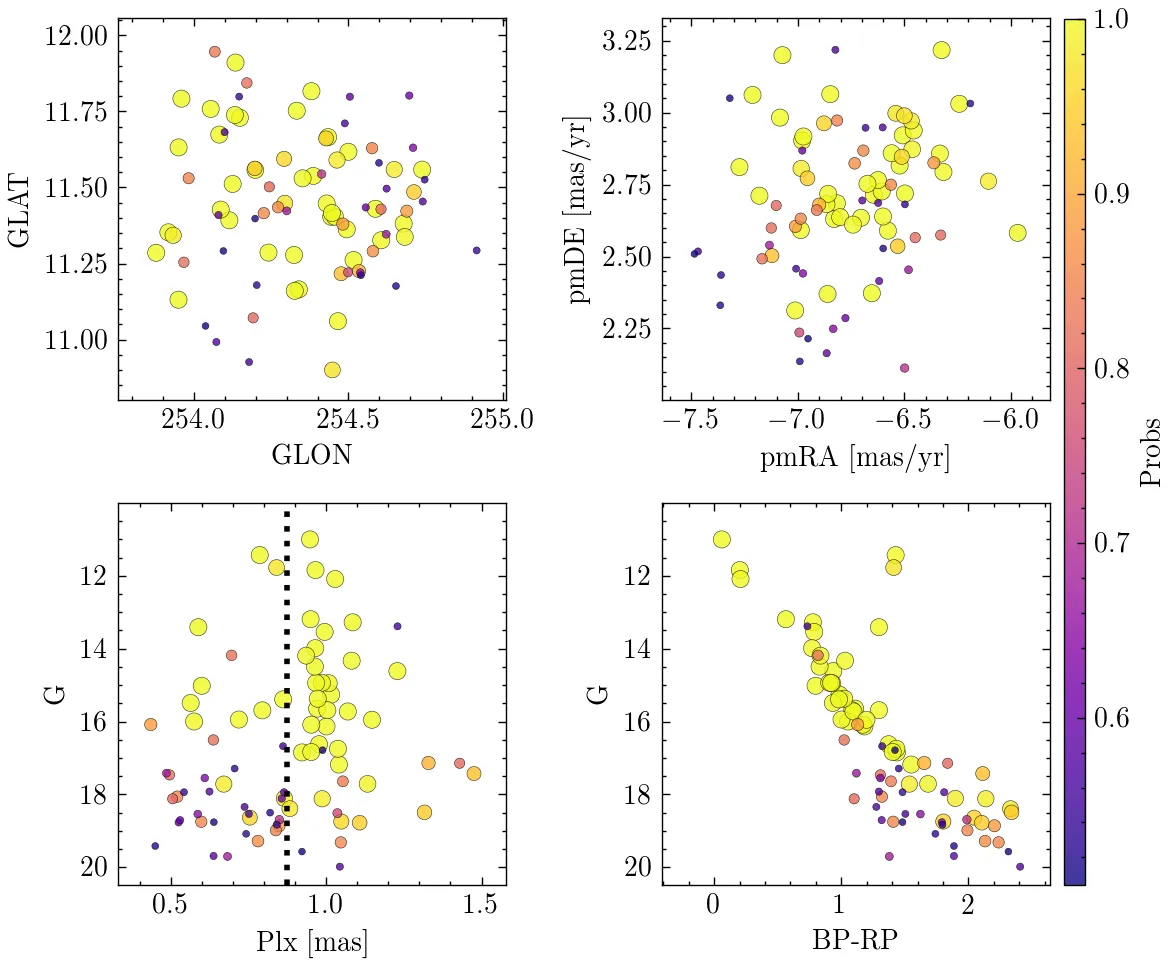 12.00
11.75
11.50
11.25
11.00
GLAT
254.0 254.5 255.0
GLON
3.25
3.00
2.75
2.50
2.25
pmDE [mas/yr]
−7.5 −7.0 −6.5 −6.0
pmRA [mas/yr]
1.0
0.9
0.8
0.7
0.6
Probs
12
14
16
18
20
G
0.5 1.0 1.5
Plx [mas]
12
14
16
18
20
G
0 1 2
BP-RP